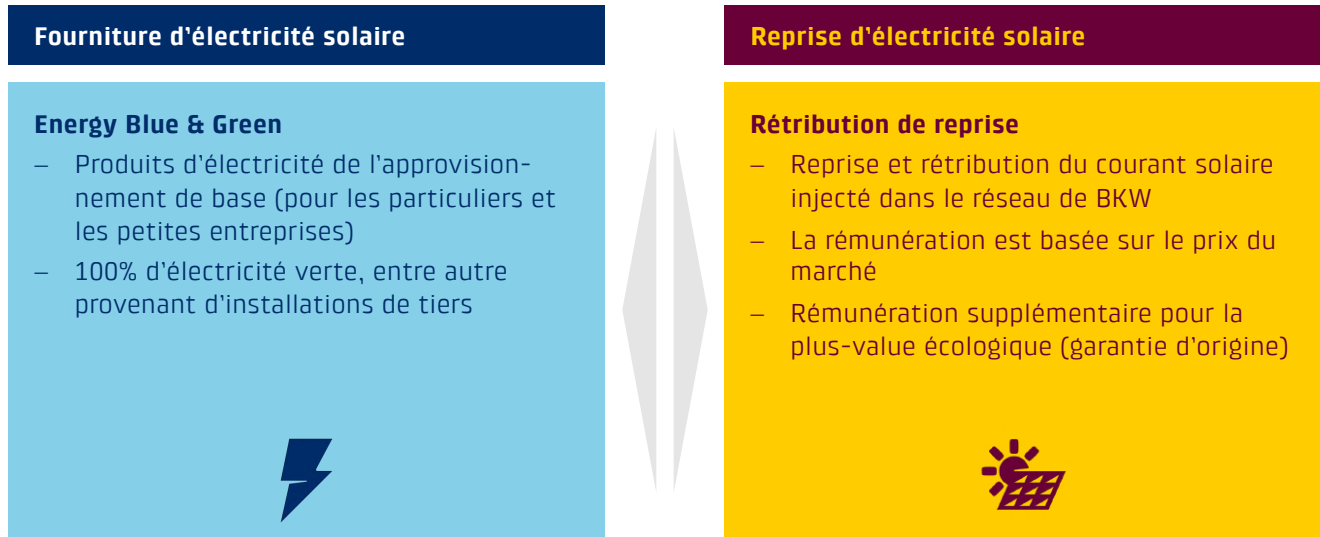 Fourniture d'électricité solaire
Energy Blue & Green
– Produits d'électricité de l'approvision-
nement de base (pour les particuliers et
les petites entreprises)
– 100% d'électricité verte, entre autre
provenant d'installations de tiers
Reprise d'électricité solaire
Rétribution de reprise
– Reprise et rétribution du courant solaire
injecté dans le réseau de BKW
– La rémunération est basée sur le prix du
marché
– Rémunération supplémentaire pour la
plus-value écologique (garantie d'origine)